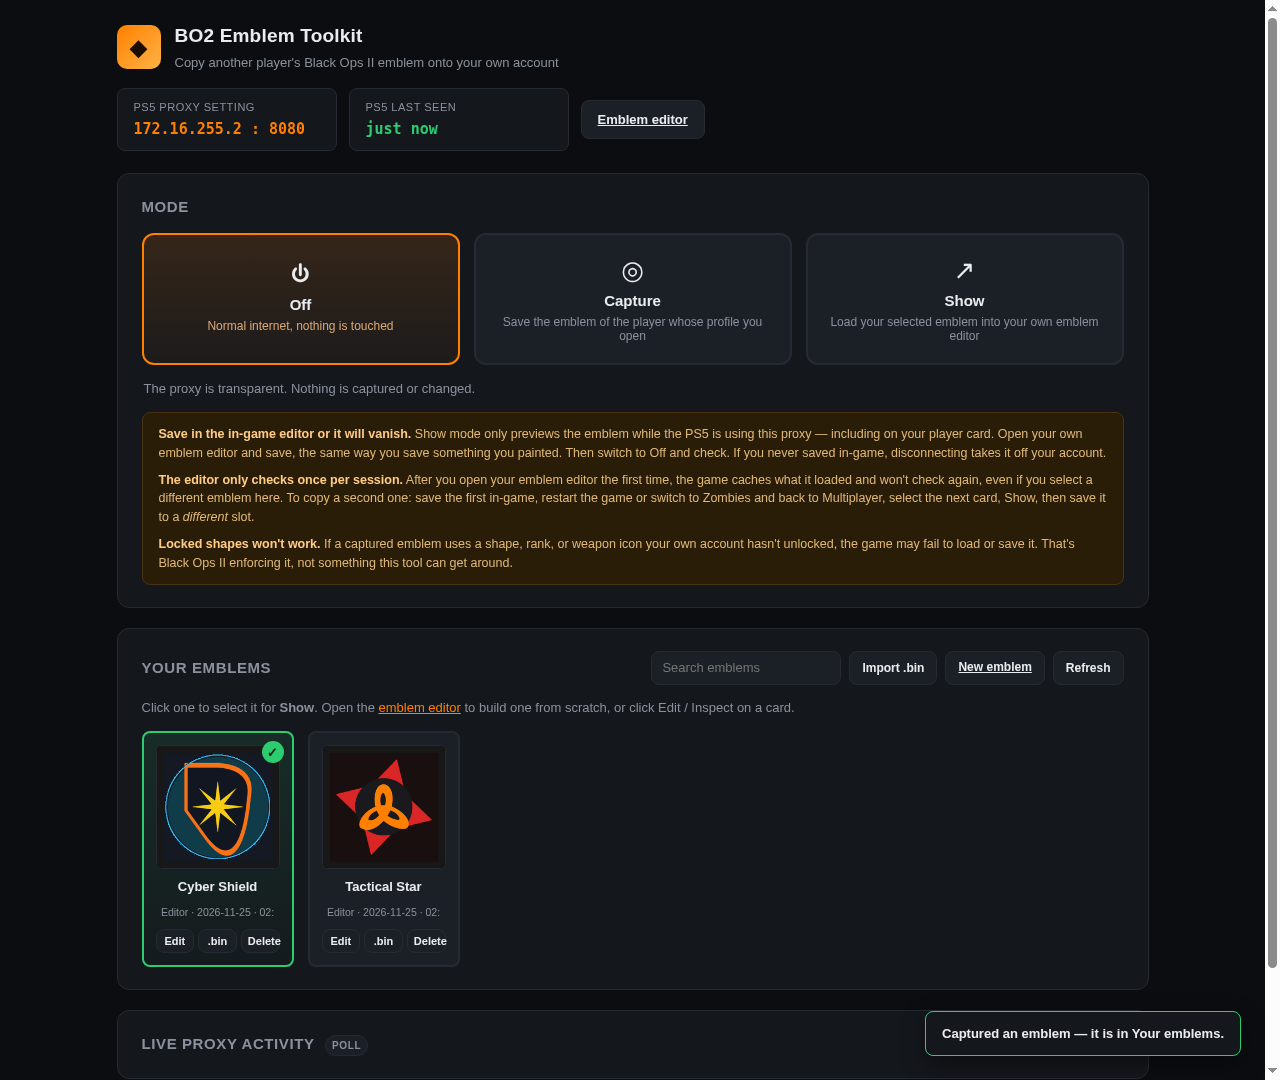 BO2 Emblem Toolkit
Copy another player's Black Ops II emblem onto your own account
PS5 PROXY SETTING
172.16.255.2 : 8080
PS5 LAST SEEN
just now
Emblem editor
MODE
Off
Normal internet, nothing is touched
Capture
Save the emblem of the player whose profile you
open
Show
Load your selected emblem into your own emblem
editor
The proxy is transparent. Nothing is captured or changed.
Save in the in-game editor or it will vanish. Show mode only previews the emblem while the PS5 is using this proxy — including on your player card. Open your own
emblem editor and save, the same way you save something you painted. Then switch to Off and check. If you never saved in-game, disconnecting takes it off your account.
The editor only checks once per session. After you open your emblem editor the first time, the game caches what it loaded and won't check again, even if you select a
different emblem here. To copy a second one: save the first in-game, restart the game or switch to Zombies and back to Multiplayer, select the next card, Show, then save it
to a different slot.
Locked shapes won't work. If a captured emblem uses a shape, rank, or weapon icon your own account hasn't unlocked, the game may fail to load or save it. That's
Black Ops II enforcing it, not something this tool can get around.
YOUR EMBLEMS
Search emblems
Import .bin
New emblem
Refresh
Click one to select it for Show. Open the emblem editor to build one from scratch, or click Edit / Inspect on a card.
Cyber Shield
Editor · 2026-11-25 · 02:
Edit
.bin
Delete
Tactical Star
Editor · 2026-11-25 · 02:
Edit
.bin
Delete
LIVE PROXY ACTIVITY
POLL
Captured an emblem — it is in Your emblems.